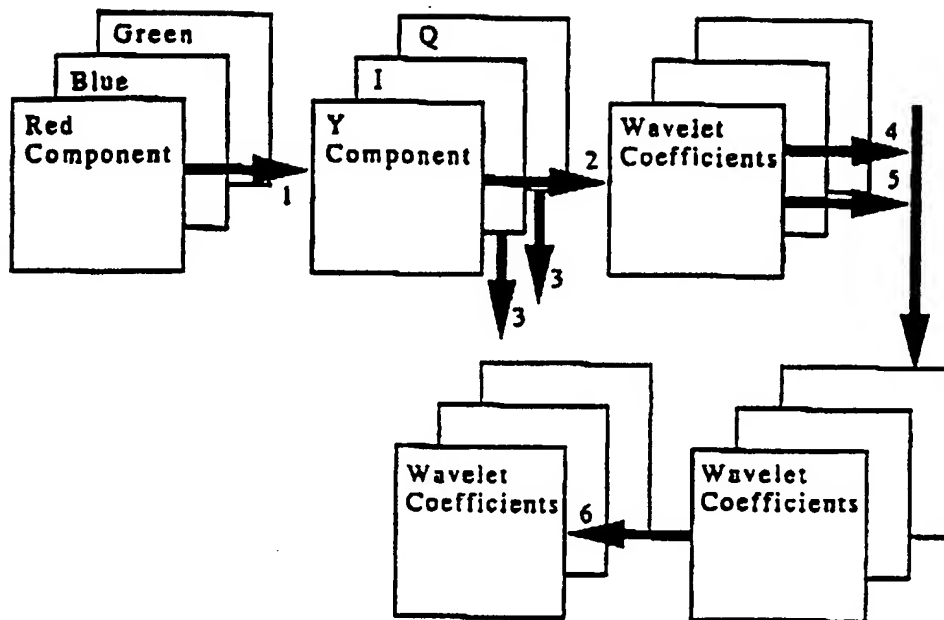 Green
Blue
Red
Component
1
Q
I
Y
Component
2
3
3
Wavelet
Coefficients
4
5
Wavelet
Coefficients
6
Wavelet
Coefficients